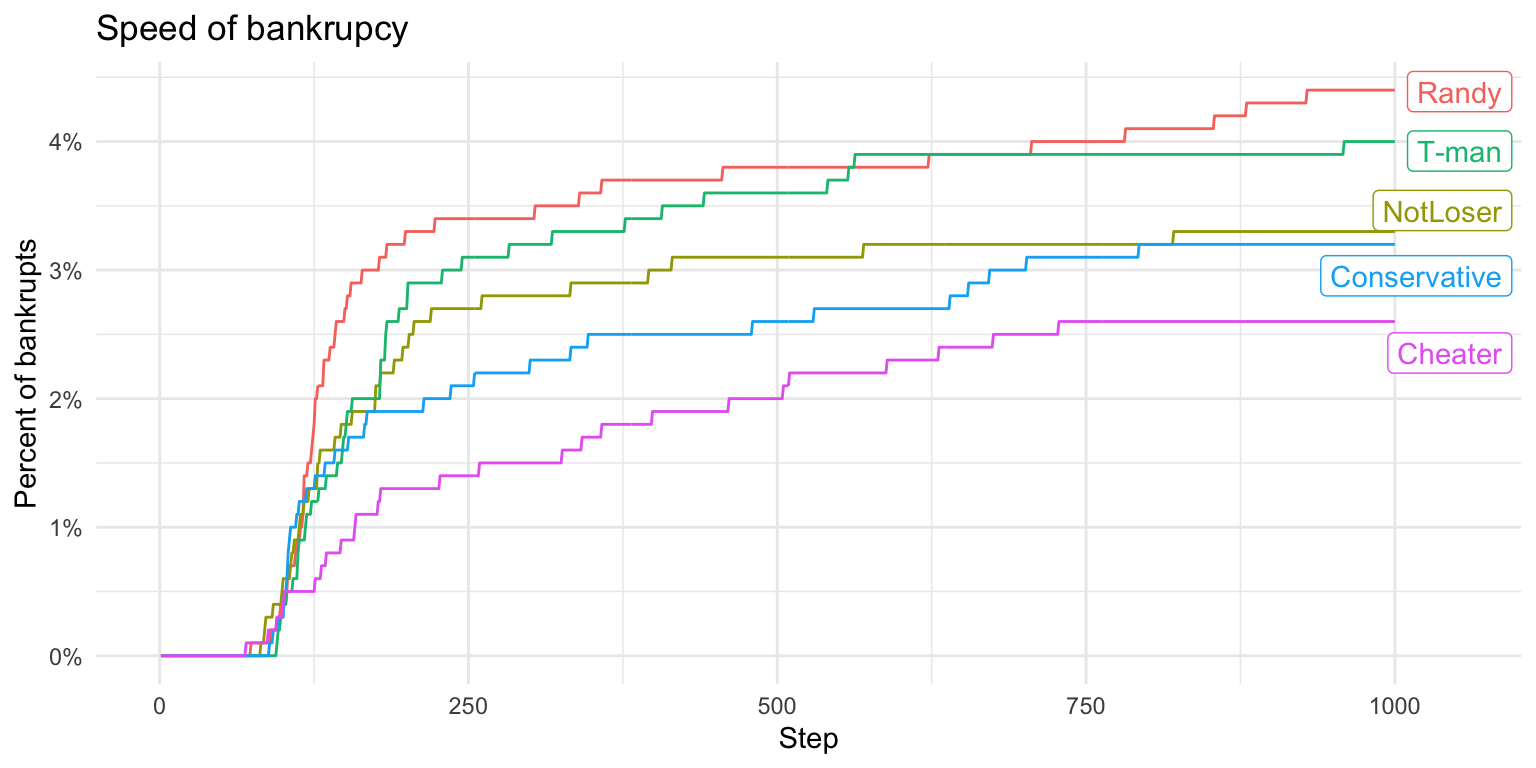 Speed of bankrupcy
Percent of bankrupts
4%
3%
2%
1%
0%
Randy
T-man
NotLoser
Conservative
Cheater
0 250 500 750 1000
Step